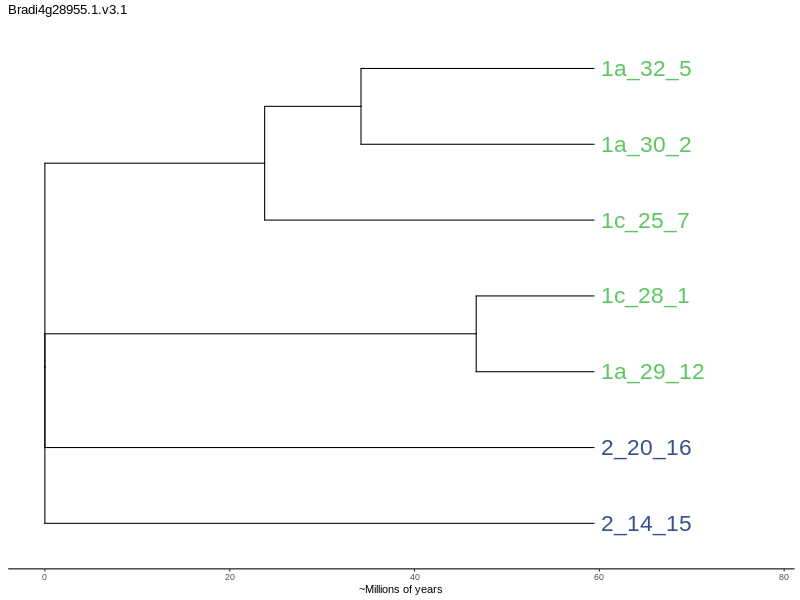 Bradi4g28955.1.v3.1
1a_32_5
1a_30_2
1c_25_7
1c_28_1
1a_29_12
2_20_16
2_14_15
0 20 40 60 80
~Millions of years